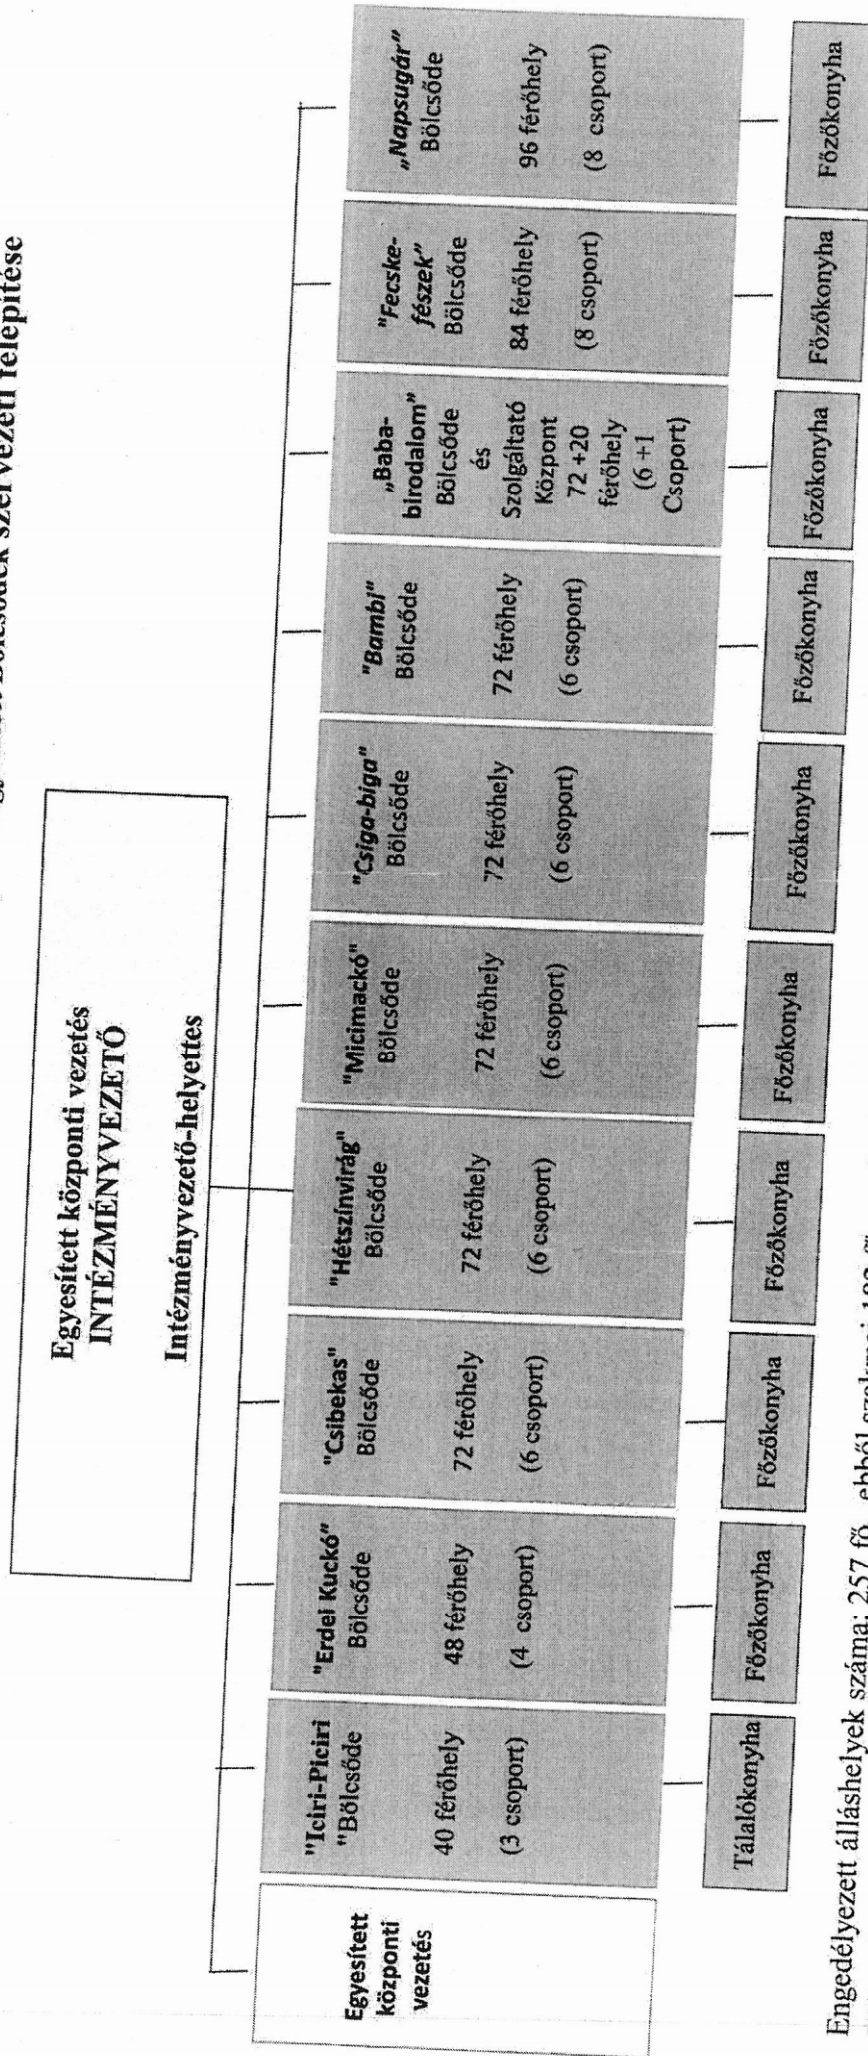 Bölcsődék szervezeti felépítése
Egyesített központi vezetés
INTÉZMÉNYVEZETŐ
Intézményvezető-helyettes
Egyesített
központi
vezetés
"Iciri-Piciri
"Bölcsőde
40 férőhely
(3 csoport)
Tálalókonyha
"Erdei Kuckó"
Bölcsőde
48 férőhely
(4 csoport)
Főzőkonyha
"Csibekas"
Bölcsőde
72 férőhely
(6 csoport)
Főzőkonyha
"Hétszínvirág"
Bölcsőde
72 férőhely
(6 csoport)
Főzőkonyha
"Micimackó"
Bölcsőde
72 férőhely
(6 csoport)
Főzőkonyha
"Csiga-biga"
Bölcsőde
72 férőhely
(6 csoport)
Főzőkonyha
"Bambi"
Bölcsőde
72 férőhely
(6 csoport)
Főzőkonyha
„Baba-
birodalom"
Bölcsőde
és
Szolgáltató
Központ
72 +20
férőhely
(6 +1
Csoport)
Főzőkonyha
"Fecske-
fészek"
Bölcsőde
84 férőhely
(8 csoport)
Főzőkonyha
„Napsugár"
Bölcsőde
96 férőhely
(8 csoport)
Főzőkonyha
Engedélyezett álláshelyek száma: 257 fő, ebből szakmai